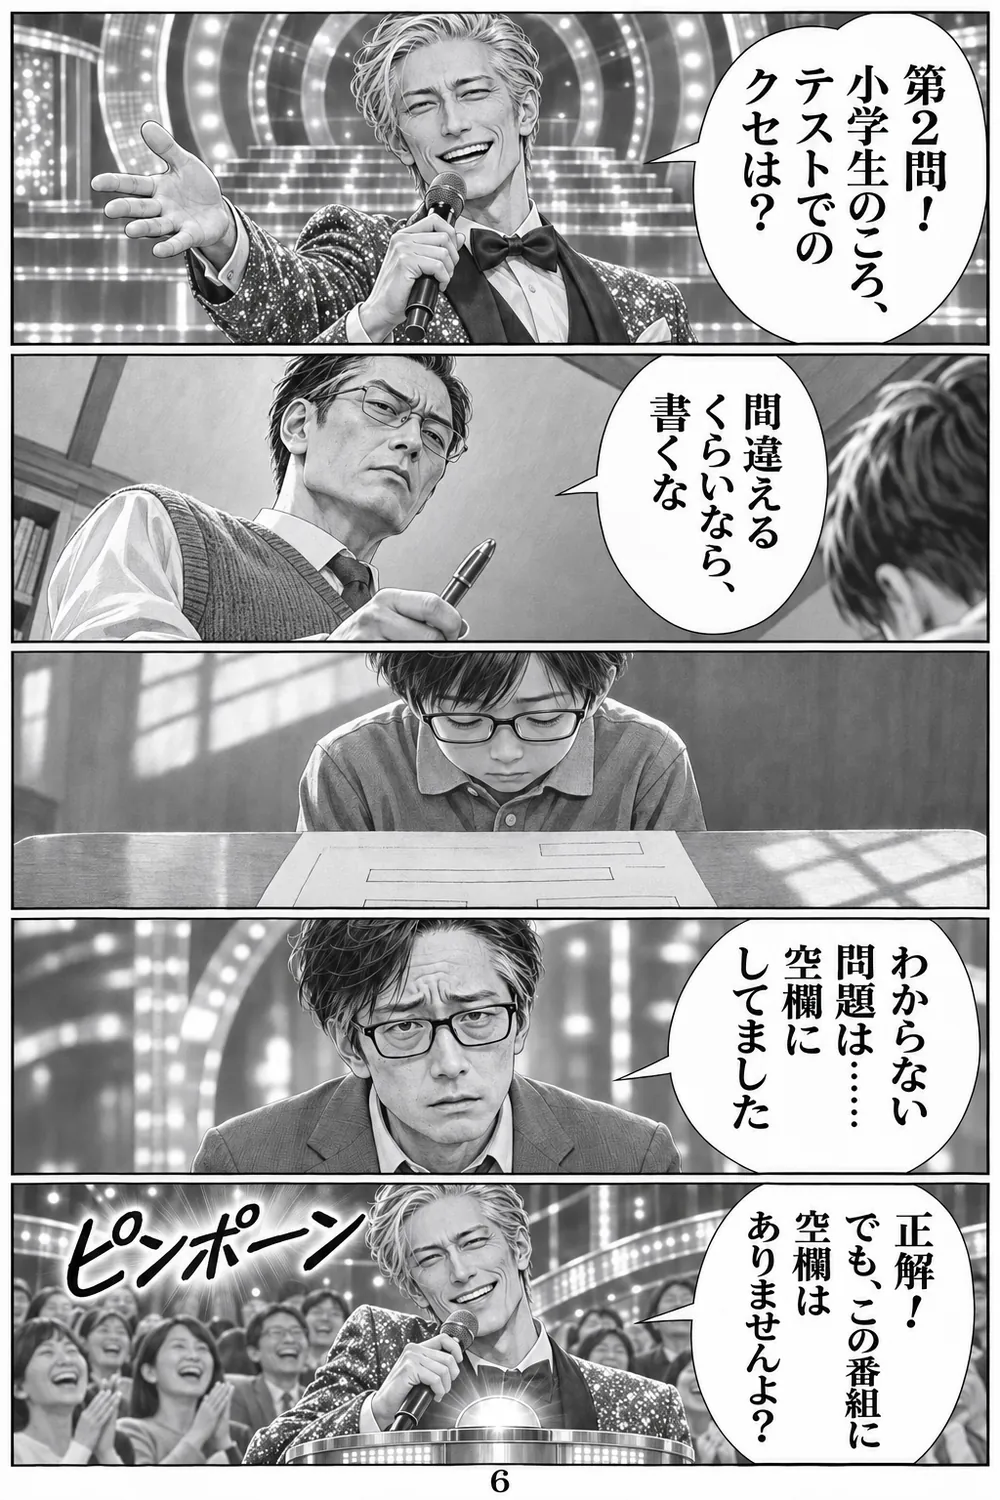 第2問！
小学生のころ、
テストでの
クセは？
間違える
くらいなら、
書くな
わからない
問題は……
空欄に
してました
ピンポーン
正解！
でも、この番組に
空欄は
ありませんよ？
6